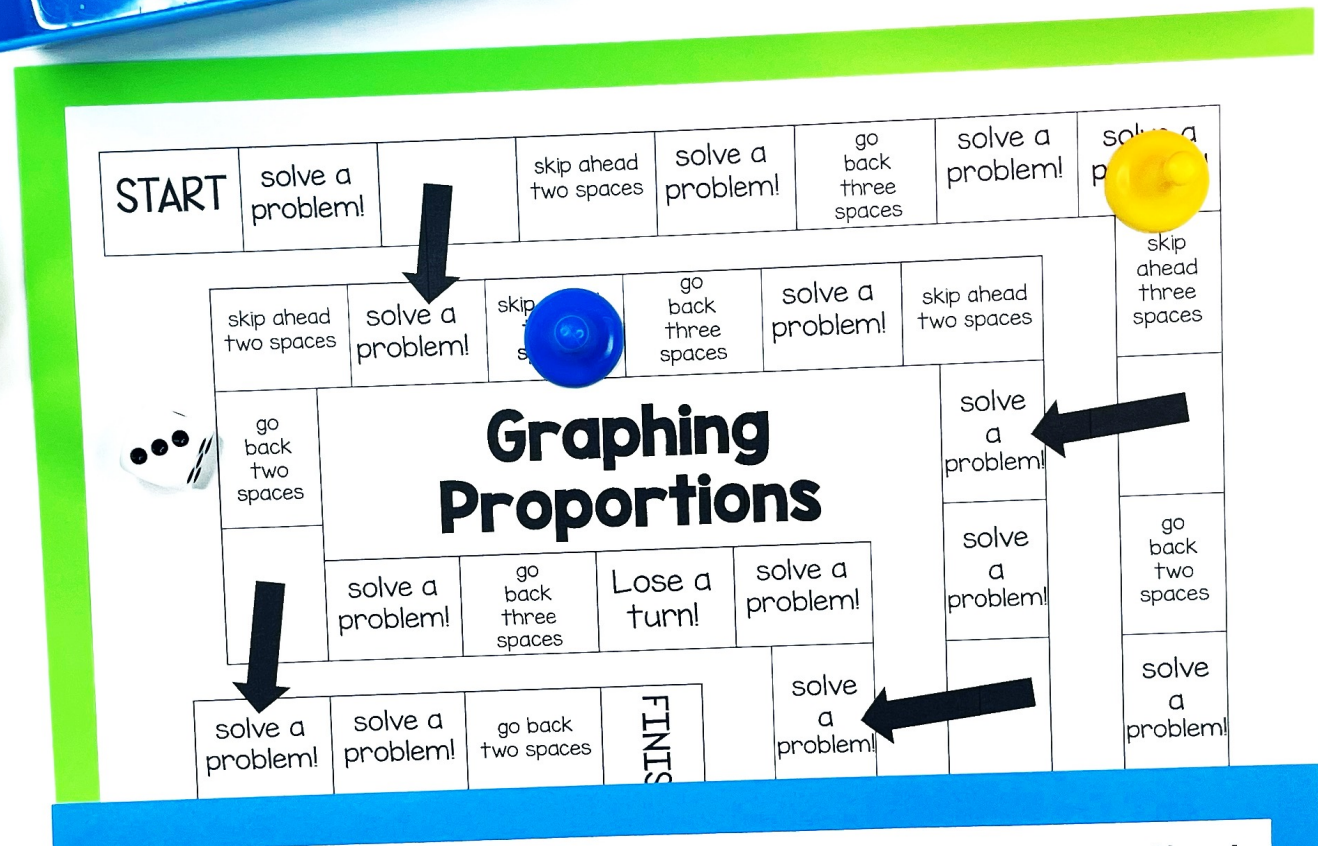 START
solve a
problem!
skip ahead
two spaces
solve a
problem!
go
back
three
spaces
solve a
problem!
solve a
skip
ahead
three
spaces
go
back
two
spaces
solve
a
problem!
skip ahead
two spaces
solve a
problem!
skip
go
back
three
spaces
solve a
problem!
skip ahead
two spaces
solve
a
problem!
solve
a
problem!
go
back
two
spaces
Graphing
Proportions
solve a
problem!
go
back
three
spaces
Lose a
turn!
solve a
problem!
solve
a
problem!
solve a
problem!
solve a
problem!
go back
two spaces
FINIS